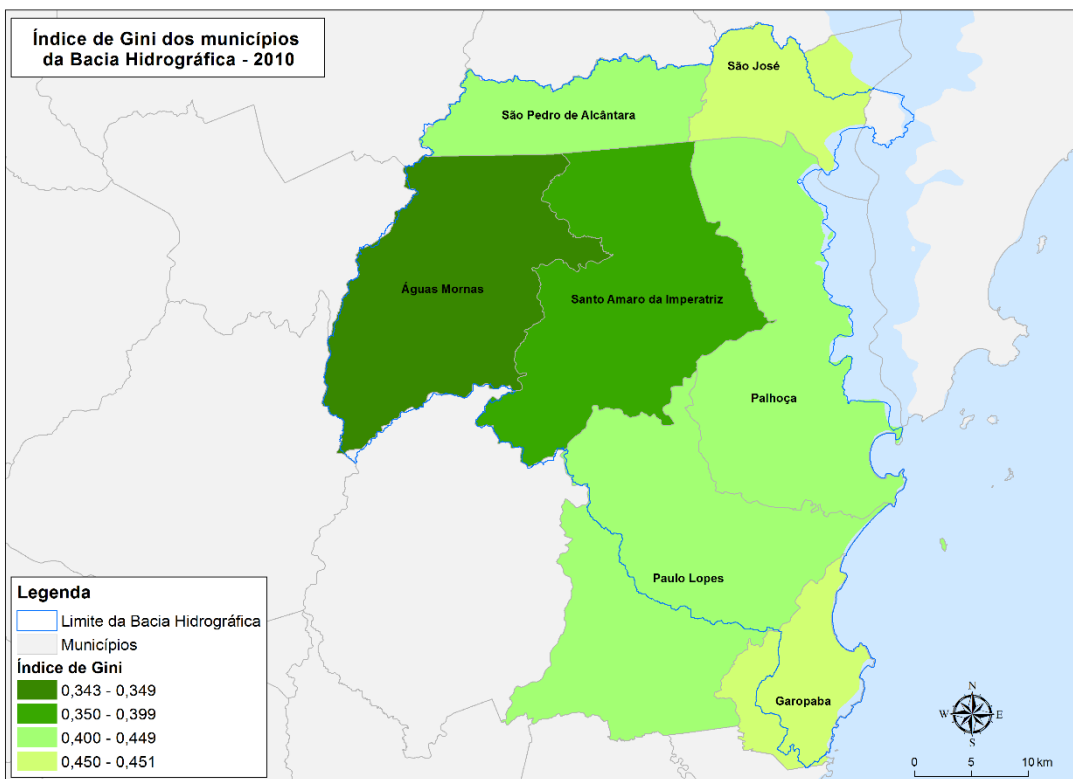 Índice de Gini dos municípios
da Bacia Hidrográfica - 2010
São José
São Pedro de Alcântara
Águas Mornas
Santo Amaro da Imperatriz
Palhoça
Paulo Lopes
Garopaba
Legenda
Limite da Bacia Hidrográfica
Municípios
Índice de Gini
0,343 - 0,349
0,350 - 0,399
0,400 - 0,449
0,450 - 0,451
N
W E
S
0 5 10 km